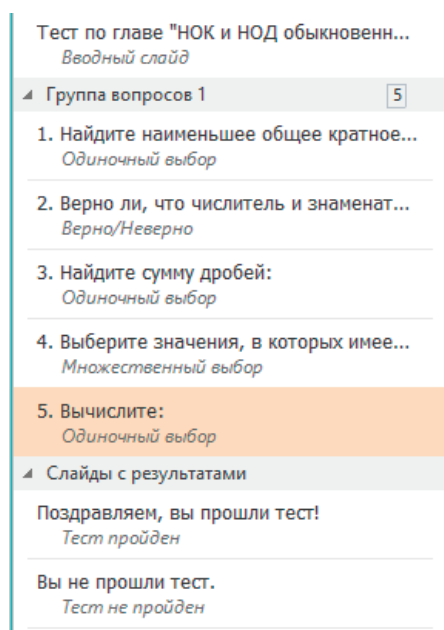 Тест по главе "НОК и НОД обыкновенн...
Вводный слайд
Группа вопросов 1 5
1. Найдите наименьшее общее кратное...
Одиночный выбор
2. Верно ли, что числитель и знаменат...
Верно/Неверно
3. Найдите сумму дробей:
Одиночный выбор
4. Выберите значения, в которых имее...
Множественный выбор
5. Вычислите:
Одиночный выбор
Слайды с результатами
Поздравляем, вы прошли тест!
Тест пройден
Вы не прошли тест.
Тест не пройден